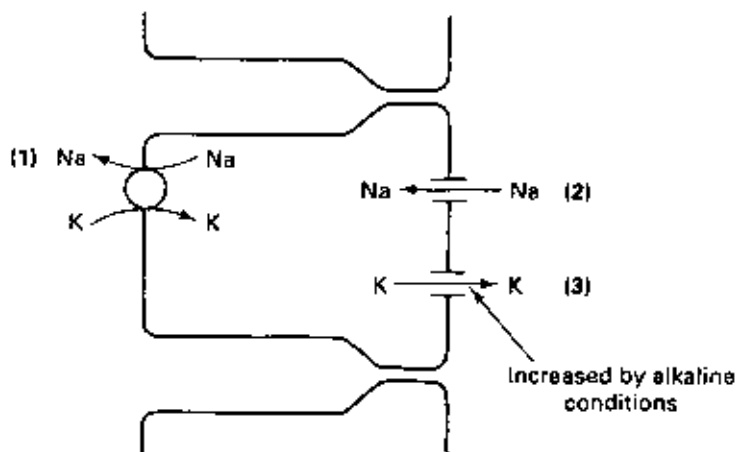 (1) Na Na
K K
Na Na (2)
K K (3)
Increased by alkaline
conditions